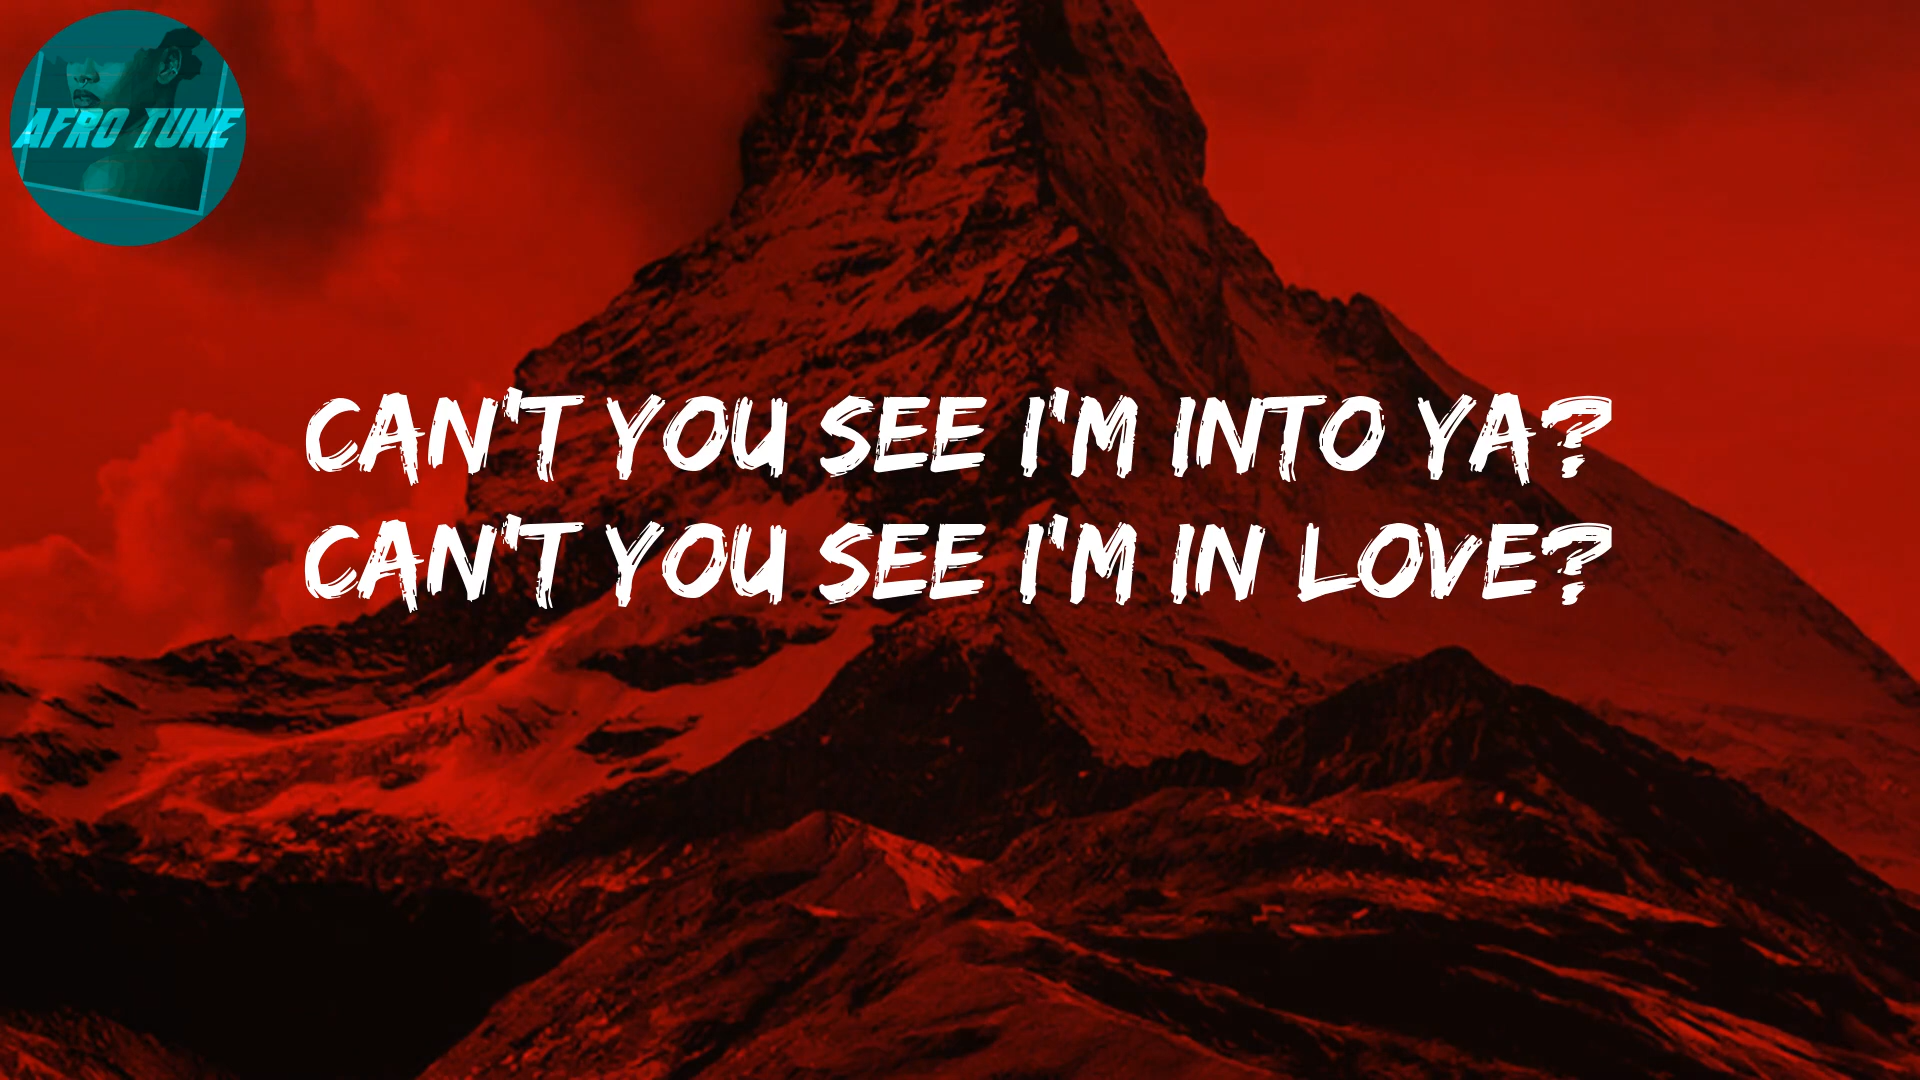 AFRO TUNE
CAN'T YOU SEE I'M INTO YA?
CAN'T YOU SEE I'M IN LOVE?